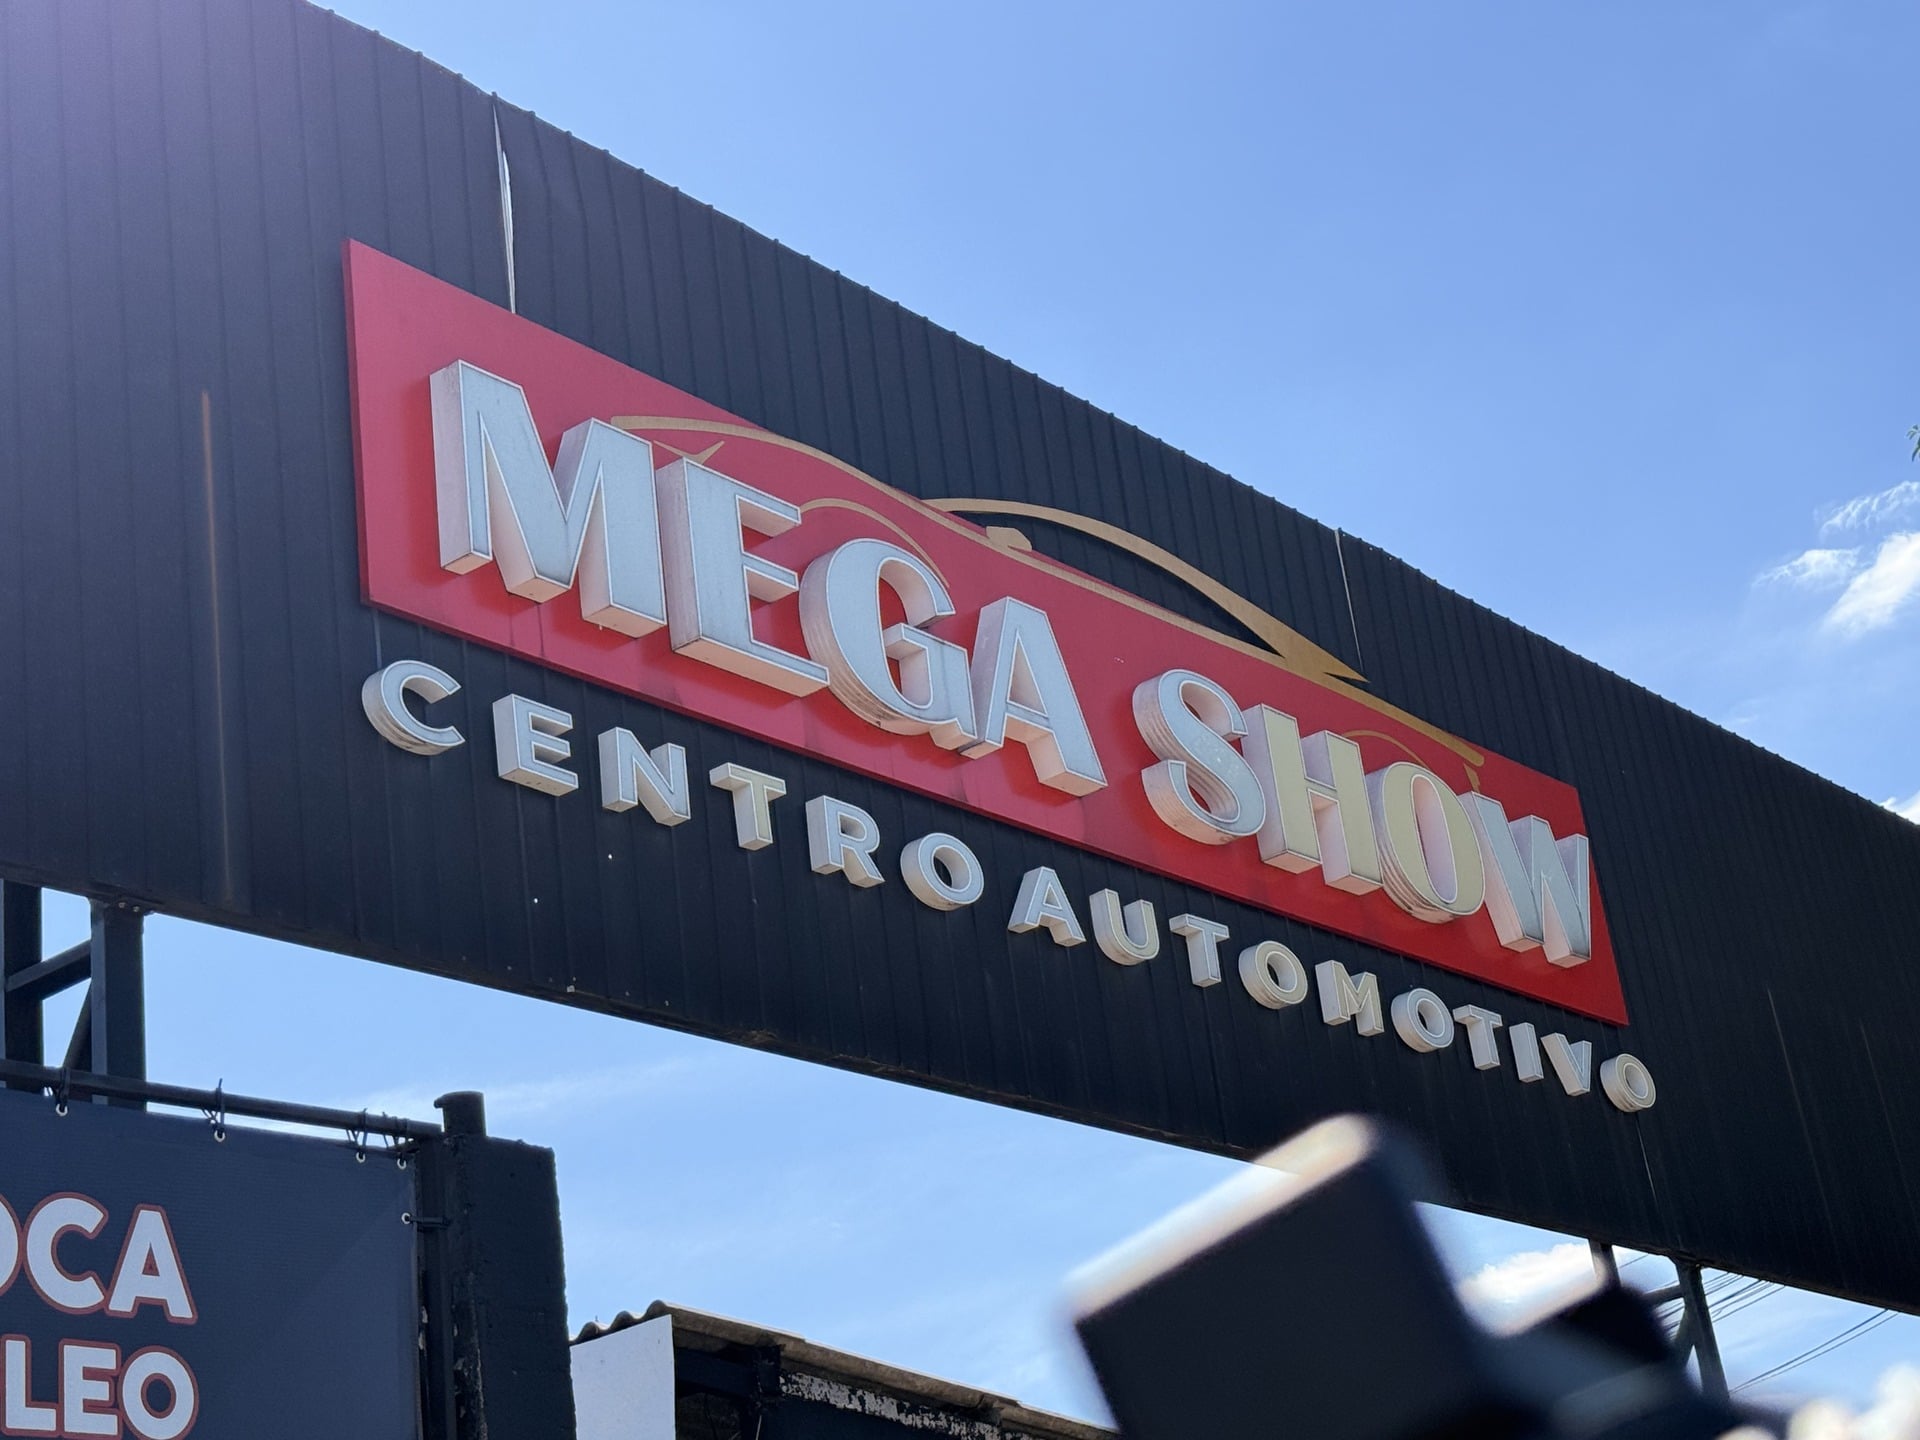 MEGA SHOW
CENTRO AUTOMOTIVO
OCA
LEO